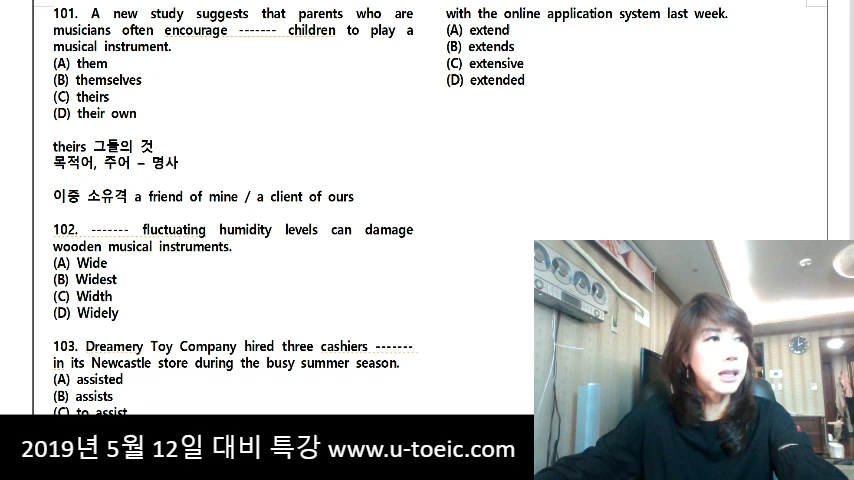 101. A new study suggests that parents who are
musicians often encourage ------- children to play a
musical instrument.
(A) them
(B) themselves
(C) theirs
(D) their own
theirs 그들의 것
목적어, 주어 – 명사
이중 소유격 a friend of mine / a client of ours
102. ------- fluctuating humidity levels can damage
wooden musical instruments.
(A) Wide
(B) Widest
(C) Width
(D) Widely
103. Dreamery Toy Company hired three cashiers -------
in its Newcastle store during the busy summer season.
(A) assisted
(B) assists
(C) to assist
with the online application system last week.
(A) extend
(B) extends
(C) extensive
(D) extended
2019년 5월 12일 대비 특강 www.u-toeic.com